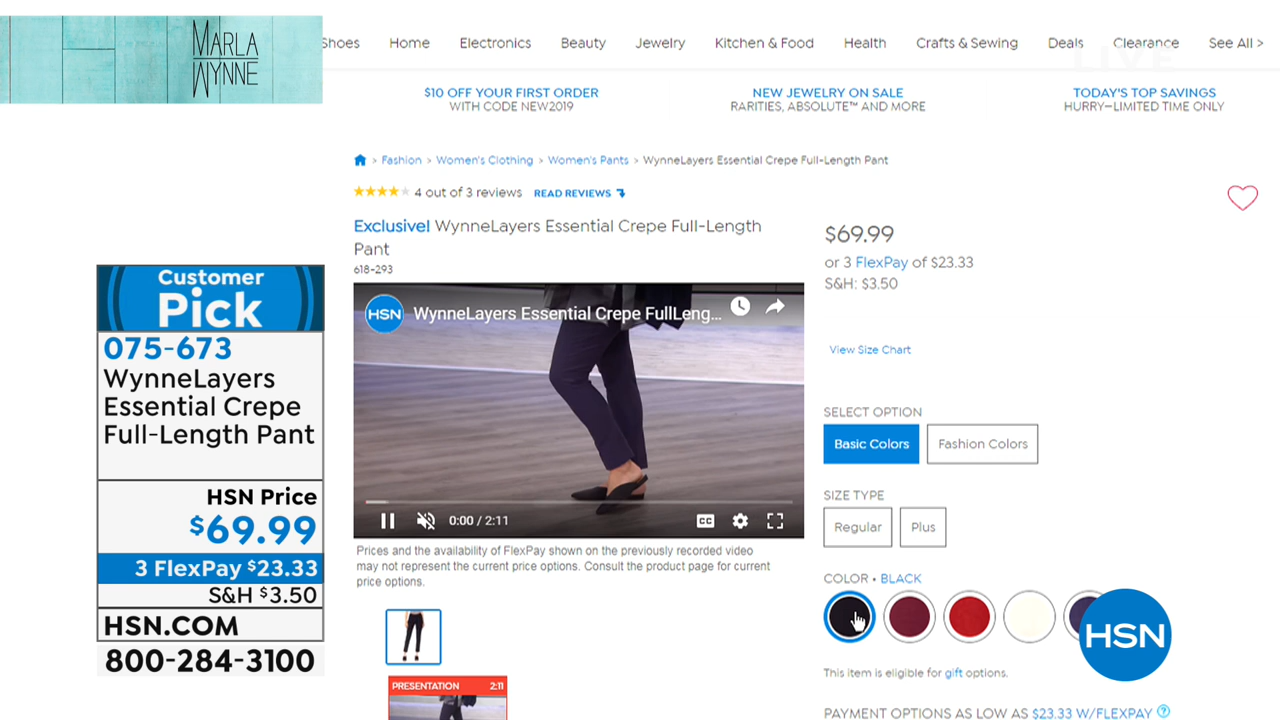 MARLA
WYNNE
Shoes Home Electronics Beauty Jewelry Kitchen & Food Health Crafts & Sewing Deals Clearance See All >
LIVE
$10 OFF YOUR FIRST ORDER
WITH CODE NEW2019
NEW JEWELRY ON SALE
RARITIES, ABSOLUTE™ AND MORE
TODAY'S TOP SAVINGS
HURRY—LIMITED TIME ONLY
> Fashion > Women's Clothing > Women's Pants > WynneLayers Essential Crepe Full-Length Pant
4 out of 3 reviews READ REVIEWS
Exclusive! WynneLayers Essential Crepe Full-Length
Pant
618-293
HSN WynneLayers Essential Crepe FullLeng...
0:00 / 2:11
CC
Prices and the availability of FlexPay shown on the previously recorded video
may not represent the current price options. Consult the product page for current
price options.
PRESENTATION 2:11
$69.99
or 3 FlexPay of $23.33
S&H: $3.50
View Size Chart
SELECT OPTION
Basic Colors Fashion Colors
SIZE TYPE
Regular Plus
COLOR • BLACK
This item is eligible for gift options.
PAYMENT OPTIONS AS LOW AS $23.33 W/FLEXPAY ?
Customer
Pick
075-673
WynneLayers
Essential Crepe
Full-Length Pant
HSN Price
$69.99
3 FlexPay $23.33
S&H $3.50
HSN.COM
800-284-3100
HSN